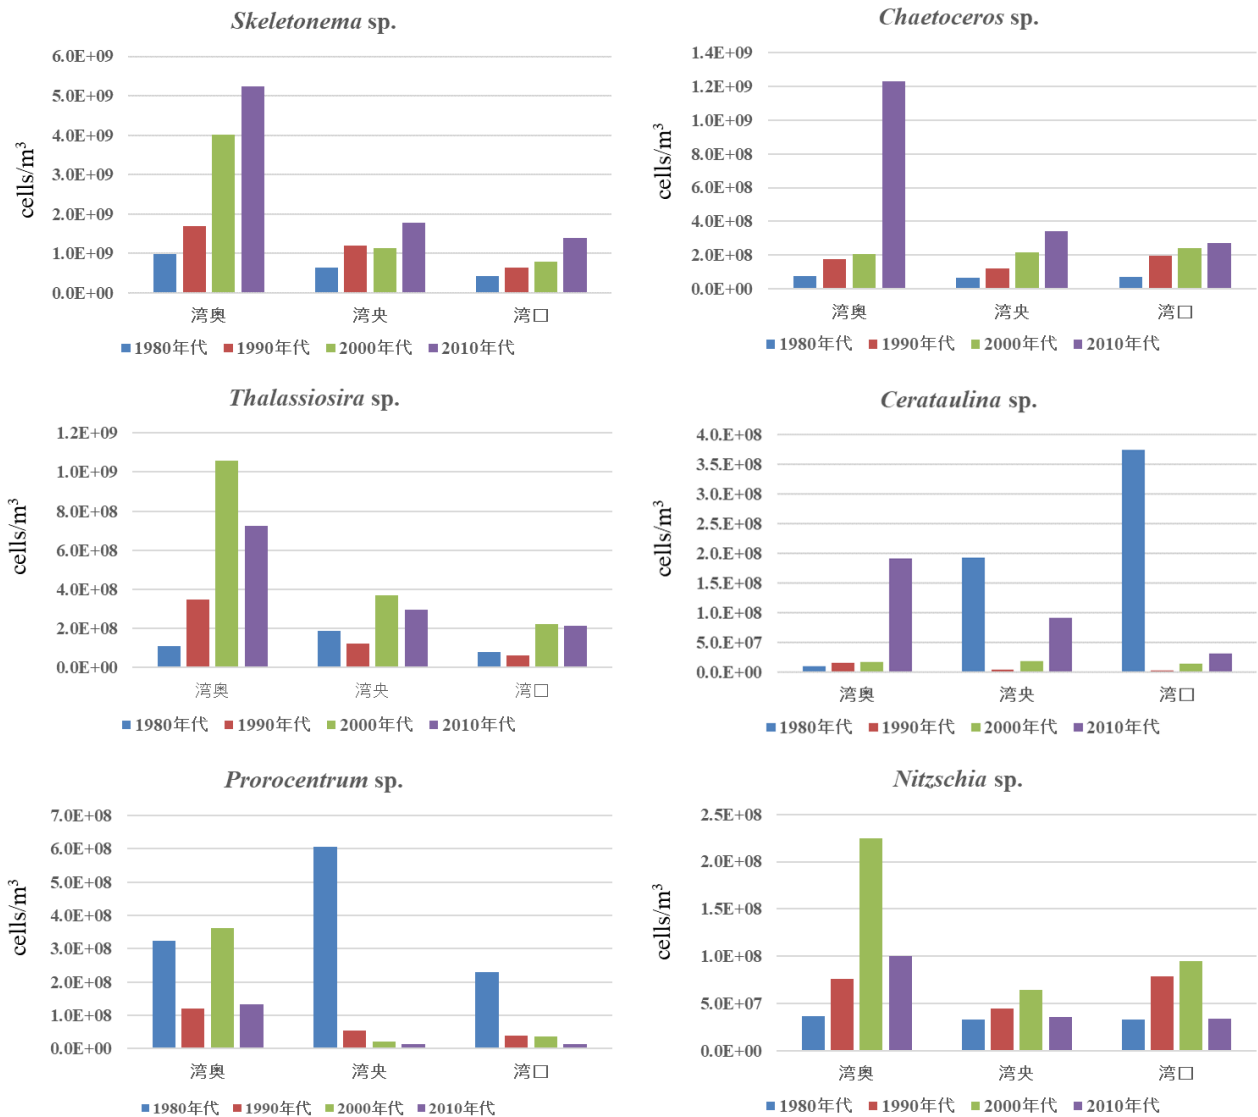 Skeletonema sp.
cells/m³
6.0E+09
5.0E+09
4.0E+09
3.0E+09
2.0E+09
1.0E+09
0.0E+00
湾奥 湾央 湾口
1980年代 1990年代 2000年代 2010年代
Chaetoceros sp.
cells/m³
1.4E+09
1.2E+09
1.0E+09
8.0E+08
6.0E+08
4.0E+08
2.0E+08
0.0E+00
湾奥 湾央 湾口
1980年代 1990年代 2000年代 2010年代
Thalassiosira sp.
cells/m³
1.2E+09
1.0E+09
8.0E+08
6.0E+08
4.0E+08
2.0E+08
0.0E+00
湾奥 湾央 湾口
1980年代 1990年代 2000年代 2010年代
Cerataulina sp.
cells/m³
4.0E+08
3.5E+08
3.0E+08
2.5E+08
2.0E+08
1.5E+08
1.0E+08
5.0E+07
0.0E+00
湾奥 湾央 湾口
1980年代 1990年代 2000年代 2010年代
Prorocentrum sp.
cells/m³
7.0E+08
6.0E+08
5.0E+08
4.0E+08
3.0E+08
2.0E+08
1.0E+08
0.0E+00
湾奥 湾央 湾口
1980年代 1990年代 2000年代 2010年代
Nitzschia sp.
cells/m³
2.5E+08
2.0E+08
1.5E+08
1.0E+08
5.0E+07
0.0E+00
湾奥 湾央 湾口
1980年代 1990年代 2000年代 2010年代